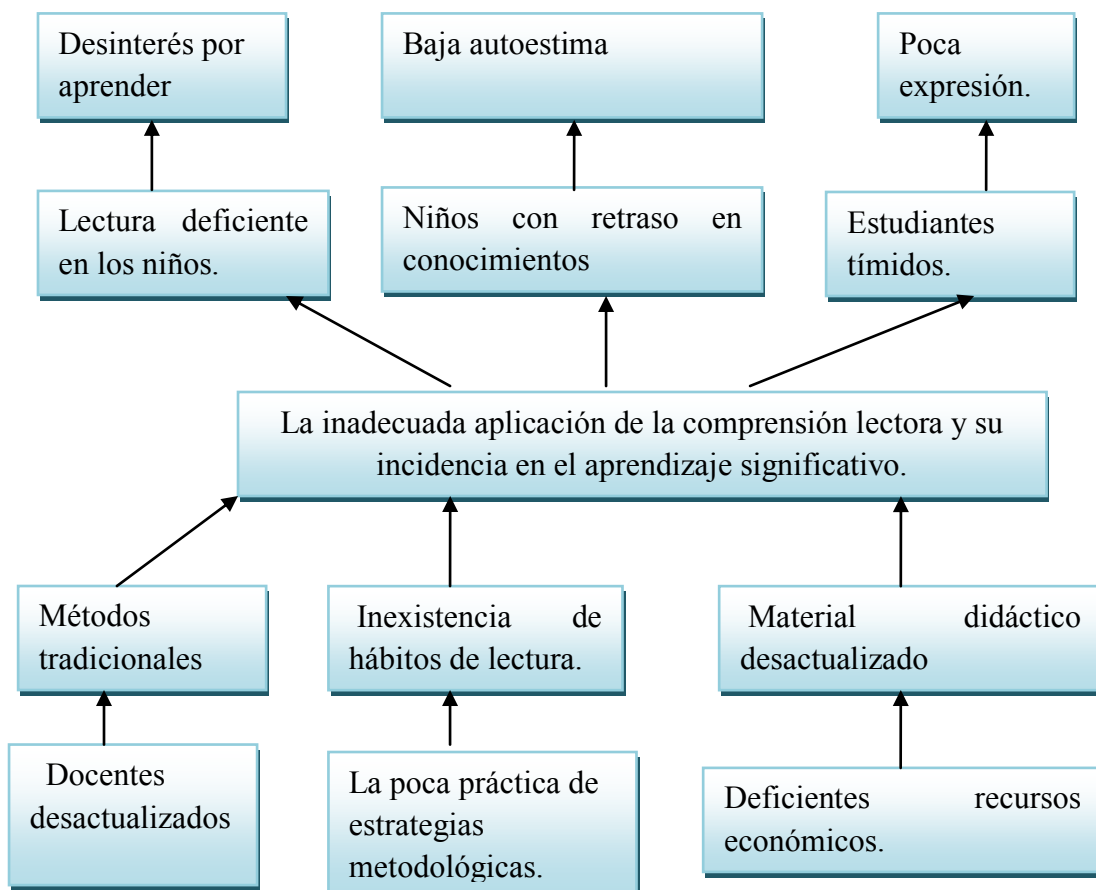 Desinterés por
aprender
Baja autoestima
Poca
expresión.
Lectura deficiente
en los niños.
Niños con retraso en
conocimientos
Estudiantes
tímidos.
La inadecuada aplicación de la comprensión lectora y su
incidencia en el aprendizaje significativo.
Métodos
tradicionales
Inexistencia de
hábitos de lectura.
Material didáctico
desactualizado
Docentes
desactualizados
La poca práctica de
estrategias
metodológicas.
Deficientes recursos
económicos.